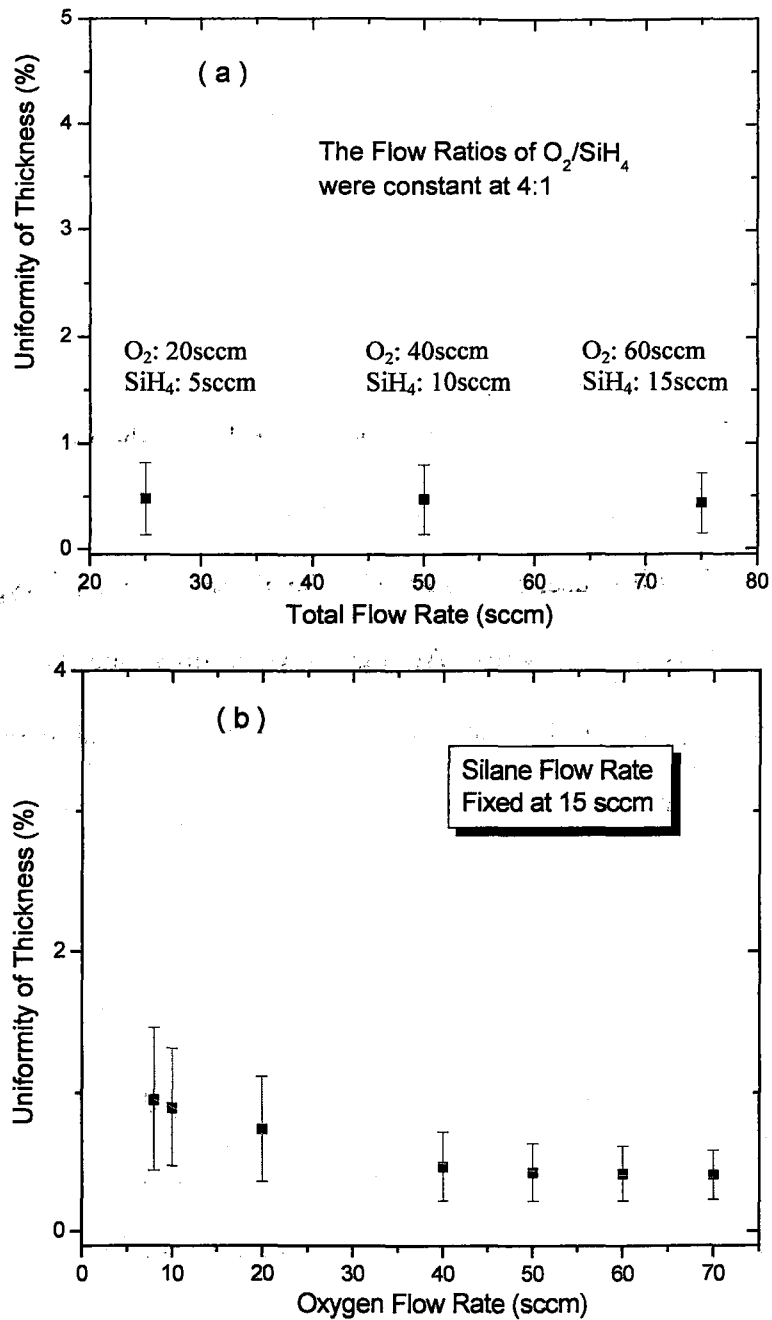 5
4
3
2
1
0
Uniformity of Thickness (%)
( a )
The Flow Ratios of O₂/SiH₄
were constant at 4:1
O₂: 20sccm
SiH₄: 5sccm
O₂: 40sccm
SiH₄: 10sccm
O₂: 60sccm
SiH₄: 15sccm
20 30 40 50 60 70 80
Total Flow Rate (sccm)
4
2
0
Uniformity of Thickness (%)
( b )
Silane Flow Rate
Fixed at 15 sccm
0 10 20 30 40 50 60 70
Oxygen Flow Rate (sccm)